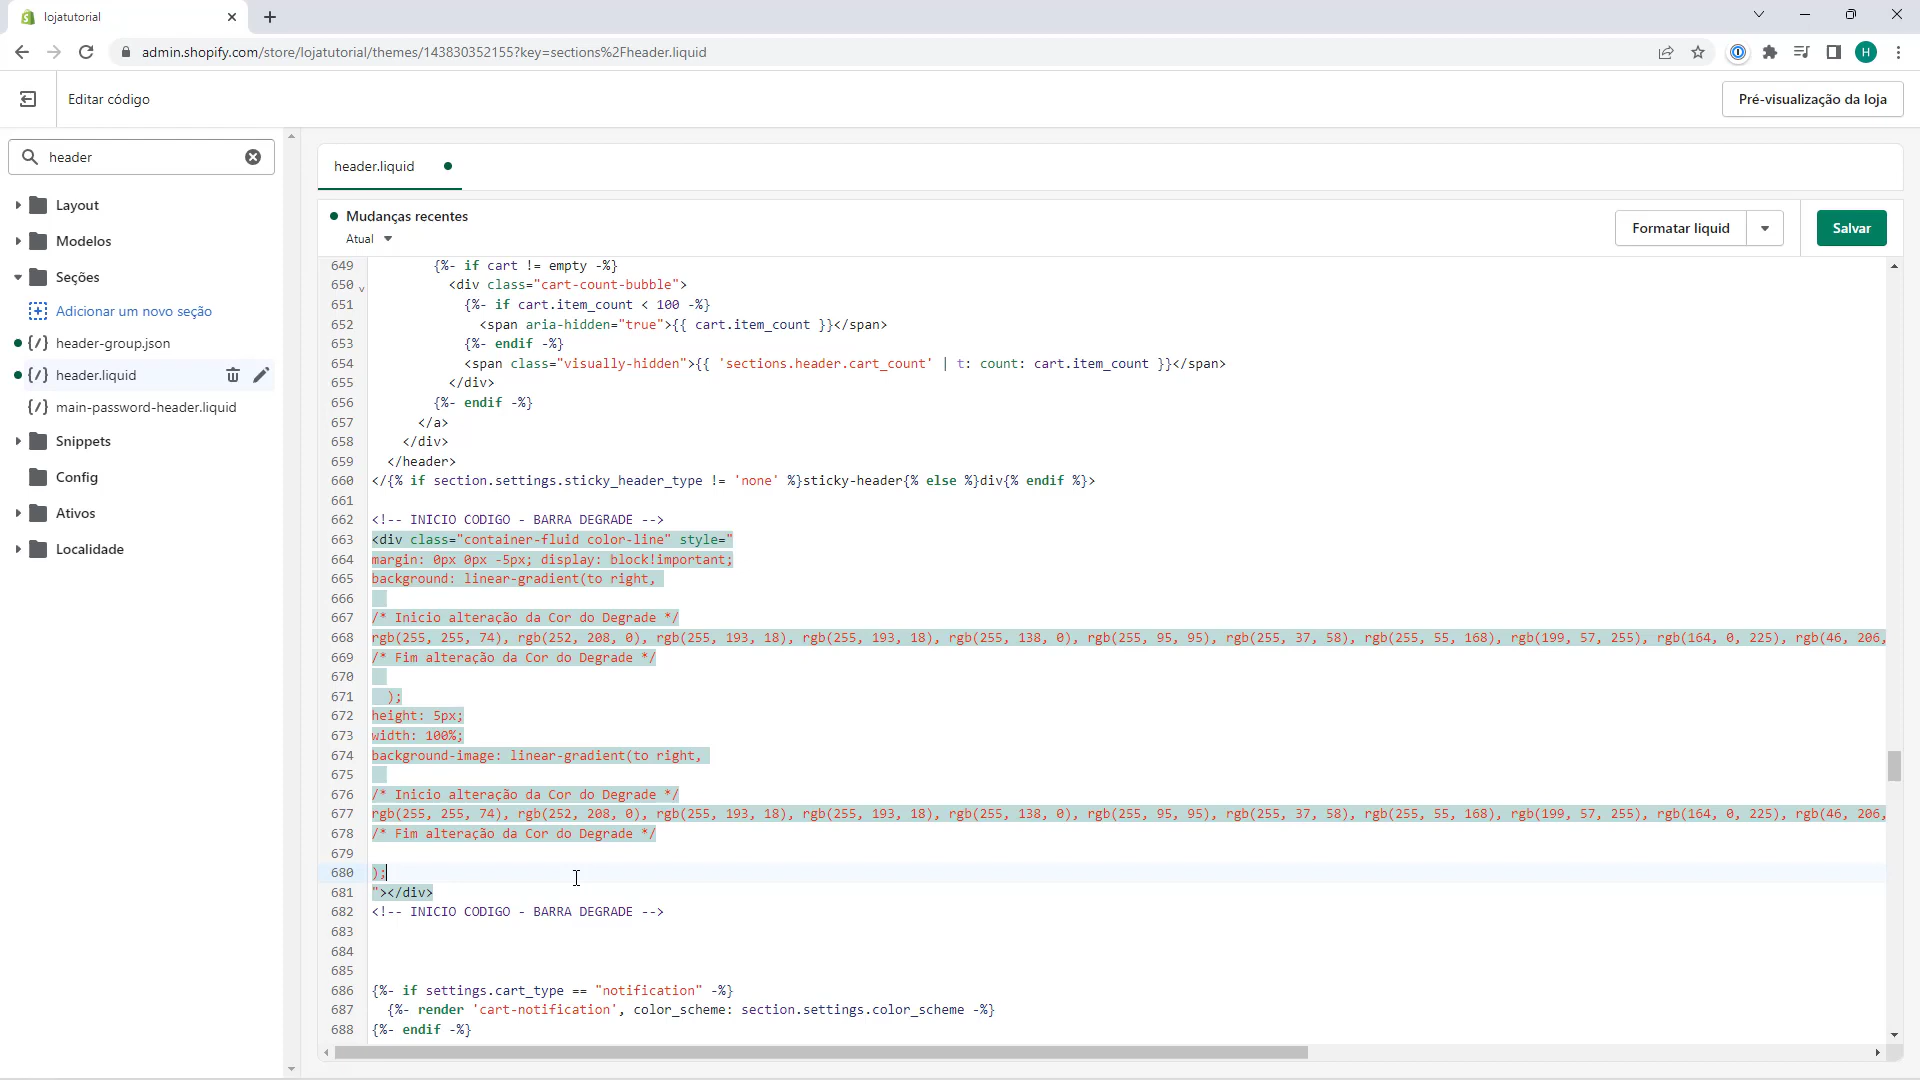 lojatutorial
admin.shopify.com/store/lojatutorial/themes/143830352155?key=sections%2Fheader.liquid
H
Editar código
Pré-visualização da loja
header
Layout
Modelos
Seções
Adicionar um novo seção
{/} header-group.json
{/} header.liquid
{/} main-password-header.liquid
Snippets
Config
Ativos
Localidade
header.liquid
Mudanças recentes
Atual
Formatar liquid
Salvar
649 {%- if cart != empty -%}
650 <div class="cart-count-bubble">
651 {%- if cart.item_count < 100 -%}
652 <span aria-hidden="true">{{ cart.item_count }}</span>
653 {%- endif -%}
654 <span class="visually-hidden">{{ 'sections.header.cart_count' | t: count: cart.item_count }}</span>
655 </div>
656 {%- endif -%}
657 </a>
658 </div>
659 </header>
660 </{% if section.settings.sticky_header_type != 'none' %}sticky-header{% else %}div{% endif %}>
661
662 <!-- INICIO CODIGO - BARRA DEGRADE -->
663 <div class="container-fluid color-line" style="
664 margin: 0px 0px -5px; display: block!important;
665 background: linear-gradient(to right,
666
667 /* Inicio alteração da Cor do Degrade */
668 rgb(255, 255, 74), rgb(252, 208, 0), rgb(255, 193, 18), rgb(255, 193, 18), rgb(255, 138, 0), rgb(255, 95, 95), rgb(255, 37, 58), rgb(255, 55, 168), rgb(199, 57, 255), rgb(164, 0, 225), rgb(46, 206,
669 /* Fim alteração da Cor do Degrade */
670
671 );
672 height: 5px;
673 width: 100%;
674 background-image: linear-gradient(to right,
675
676 /* Inicio alteração da Cor do Degrade */
677 rgb(255, 255, 74), rgb(252, 208, 0), rgb(255, 193, 18), rgb(255, 193, 18), rgb(255, 138, 0), rgb(255, 95, 95), rgb(255, 37, 58), rgb(255, 55, 168), rgb(199, 57, 255), rgb(164, 0, 225), rgb(46, 206,
678 /* Fim alteração da Cor do Degrade */
679
680 );
681 "></div>
682 <!-- INICIO CODIGO - BARRA DEGRADE -->
683
684
685
686 {%- if settings.cart_type == "notification" -%}
687 {%- render 'cart-notification', color_scheme: section.settings.color_scheme -%}
688 {%- endif -%}